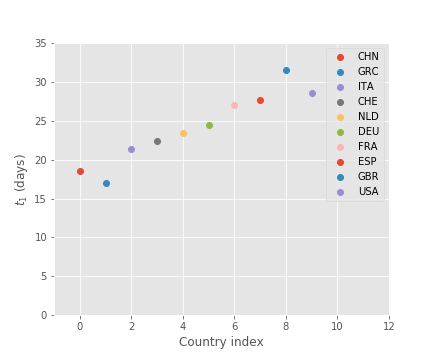 35
30
25
20
15
10
5
0
t₁ (days)
0 2 4 6 8 10 12
Country index
CHN
GRC
ITA
CHE
NLD
DEU
FRA
ESP
GBR
USA